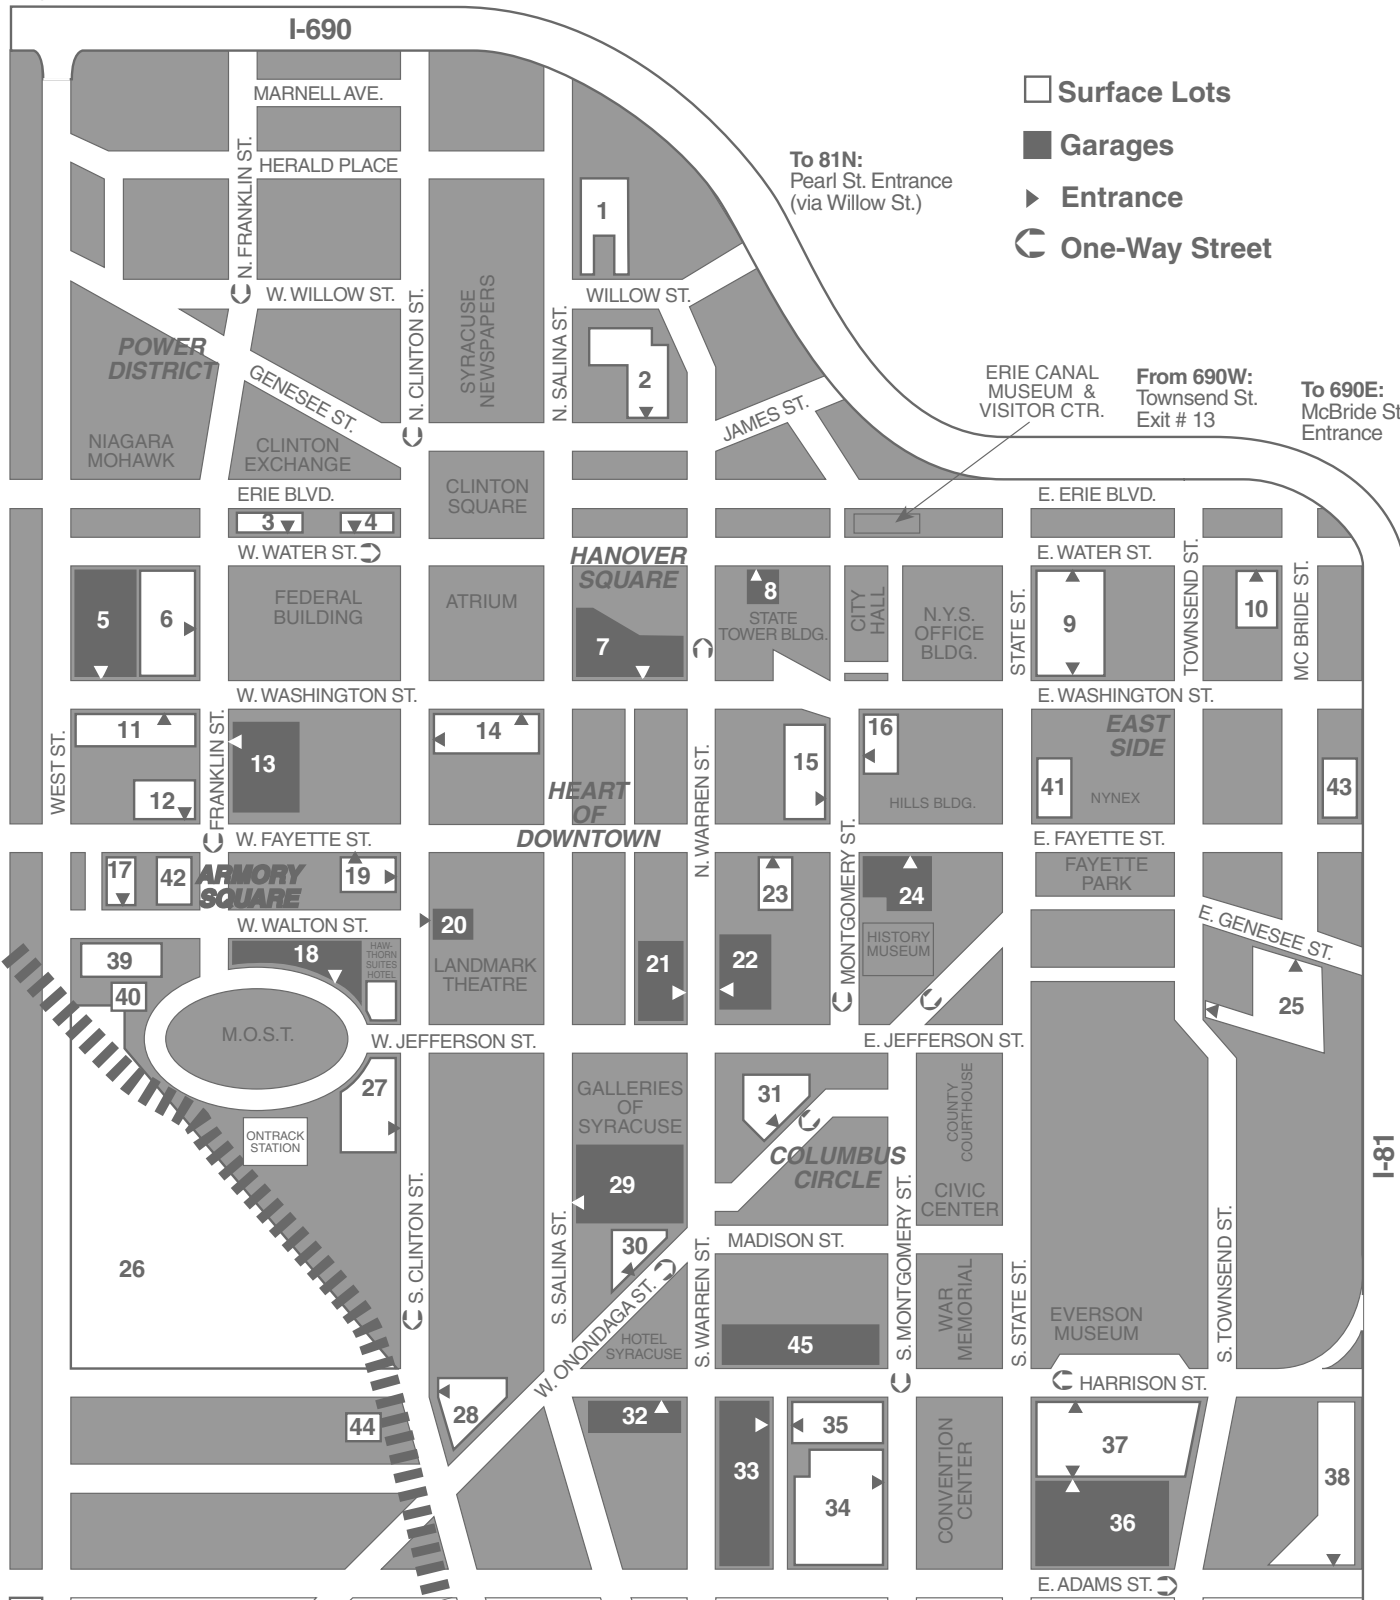 I-690
MARNELL AVE.
HERALD PLACE
N. FRANKLIN ST.
W. WILLOW ST.
WILLOW ST.
N. CLINTON ST.
SYRACUSE
NEWSPAPERS
N. SALINA ST.
1
2
Surface Lots
Garages
Entrance
One-Way Street
To 81N:
Pearl St. Entrance
(via Willow St.)
POWER
DISTRICT
GENESEE ST.
NIAGARA
MOHAWK
CLINTON
EXCHANGE
JAMES ST.
ERIE CANAL
MUSEUM &
VISITOR CTR.
From 690W:
Townsend St.
Exit # 13
To 690E:
McBride St
Entrance
ERIE BLVD.
CLINTON
SQUARE
E. ERIE BLVD.
3
4
W. WATER ST.
HANOVER
SQUARE
E. WATER ST.
5
6
FEDERAL
BUILDING
ATRIUM
7
8
STATE
TOWER BLDG.
CITY
HALL
N.Y.S.
OFFICE
BLDG.
STATE ST.
9
TOWNSEND ST.
10
MC BRIDE ST.
W. WASHINGTON ST.
E. WASHINGTON ST.
WEST ST.
11
12
FRANKLIN ST.
13
14
HEART
OF
DOWNTOWN
N. WARREN ST.
15
16
HILLS BLDG.
EAST
SIDE
41
NYNEX
43
W. FAYETTE ST.
E. FAYETTE ST.
17
42
ARMORY
SQUARE
19
20
LANDMARK
THEATRE
21
22
23
MONTGOMERY ST.
24
HISTORY
MUSEUM
FAYETTE
PARK
E. GENESEE ST.
25
W. WALTON ST.
39
40
18
HAW-
THORN
SUITES
HOTEL
M.O.S.T.
W. JEFFERSON ST.
E. JEFFERSON ST.
27
ONTRACK
STATION
GALLERIES
OF
SYRACUSE
31
COLUMBUS
CIRCLE
COUNTY
COURTHOUSE
CIVIC
CENTER
I-81
26
S. CLINTON ST.
29
30
S. SALINA ST.
W. ONONDAGA ST.
HOTEL
SYRACUSE
S. WARREN ST.
MADISON ST.
45
S. MONTGOMERY ST.
WAR
MEMORIAL
S. STATE ST.
EVERSON
MUSEUM
S. TOWNSEND ST.
HARRISON ST.
44
28
32
33
35
34
CONVENTION
CENTER
37
36
38
E. ADAMS ST.